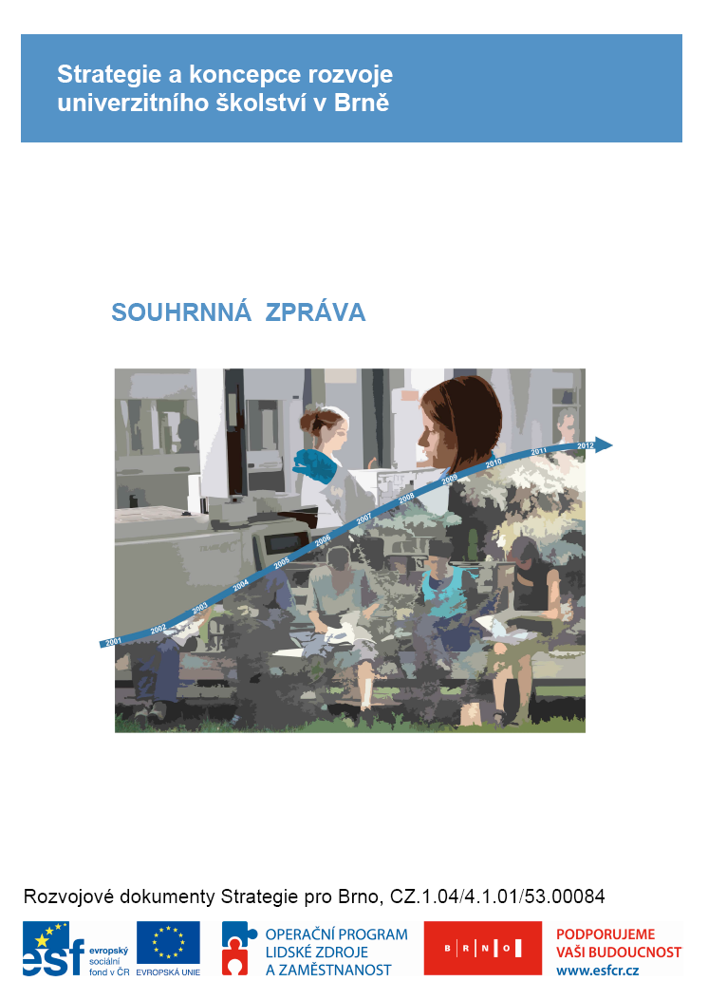 Strategie a koncepce rozvoje
univerzitního školství v Brně
SOUHRNNÁ ZPRÁVA
2001
2002
2003
2004
2005
2006
2007
2008
2009
2010
2011
2012
Rozvojové dokumenty Strategie pro Brno, CZ.1.04/4.1.01/53.00084
esf
evropský
sociální
fond v ČR
EVROPSKÁ UNIE
OPERAČNÍ PROGRAM
LIDSKÉ ZDROJE
A ZAMĚSTNANOST
B R N O
PODPORUJEME
VAŠI BUDOUCNOST
www.esfcr.cz